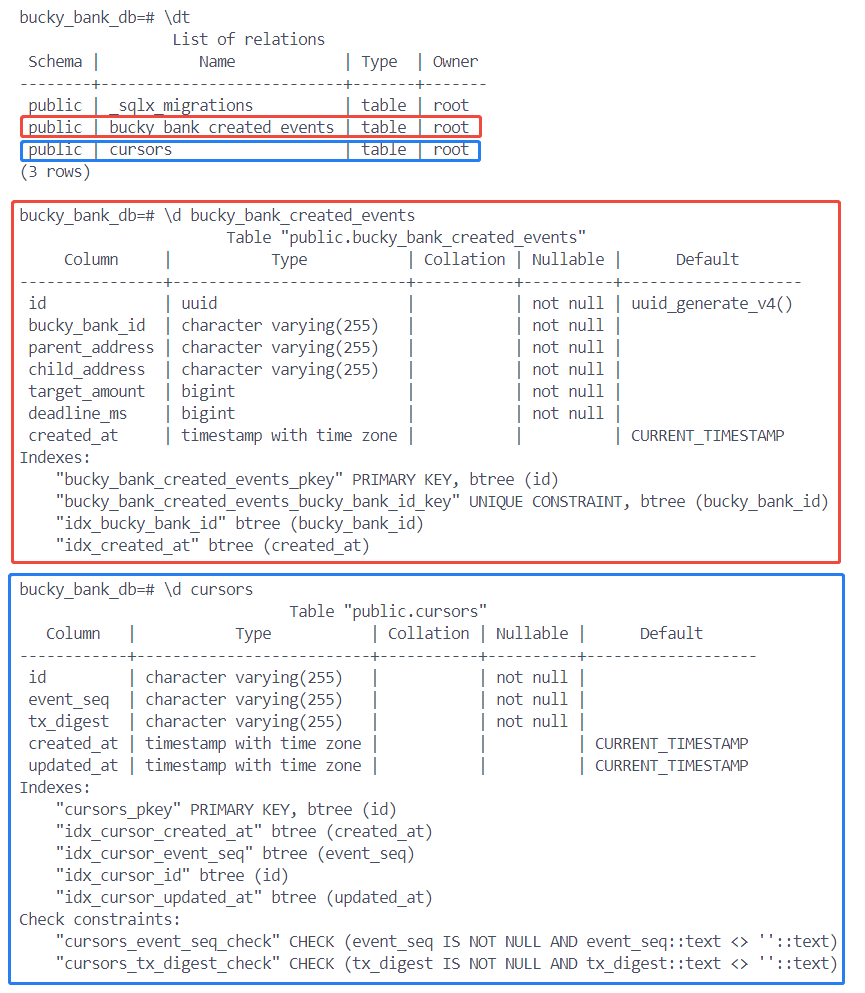 bucky_bank_db=# \dt
                 List of relations
 Schema |           Name            | Type  | Owner
--------+---------------------------+-------+-------
 public | _sqlx_migrations          | table | root
 public | bucky_bank_created_events | table | root
 public | cursors                   | table | root
(3 rows)
bucky_bank_db=# \d bucky_bank_created_events
                       Table "public.bucky_bank_created_events"
     Column     |           Type           | Collation | Nullable |      Default
----------------+--------------------------+-----------+----------+--------------------
 id             | uuid                     |           | not null | uuid_generate_v4()
 bucky_bank_id  | character varying(255)   |           | not null |
 parent_address | character varying(255)   |           | not null |
 child_address  | character varying(255)   |           | not null |
 target_amount  | bigint                   |           | not null |
 deadline_ms    | bigint                   |           | not null |
 created_at     | timestamp with time zone |           |          | CURRENT_TIMESTAMP
Indexes:
    "bucky_bank_created_events_pkey" PRIMARY KEY, btree (id)
    "bucky_bank_created_events_bucky_bank_id_key" UNIQUE CONSTRAINT, btree (bucky_bank_id)
    "idx_bucky_bank_id" btree (bucky_bank_id)
    "idx_created_at" btree (created_at)
bucky_bank_db=# \d cursors
                              Table "public.cursors"
   Column   |           Type           | Collation | Nullable |      Default
------------+--------------------------+-----------+----------+-------------------
 id         | character varying(255)   |           | not null |
 event_seq  | character varying(255)   |           | not null |
 tx_digest  | character varying(255)   |           | not null |
 created_at | timestamp with time zone |           |          | CURRENT_TIMESTAMP
 updated_at | timestamp with time zone |           |          | CURRENT_TIMESTAMP
Indexes:
    "cursors_pkey" PRIMARY KEY, btree (id)
    "idx_cursor_created_at" btree (created_at)
    "idx_cursor_event_seq" btree (event_seq)
    "idx_cursor_id" btree (id)
    "idx_cursor_updated_at" btree (updated_at)
Check constraints:
    "cursors_event_seq_check" CHECK (event_seq IS NOT NULL AND event_seq::text <> ''::text)
    "cursors_tx_digest_check" CHECK (tx_digest IS NOT NULL AND tx_digest::text <> ''::text)